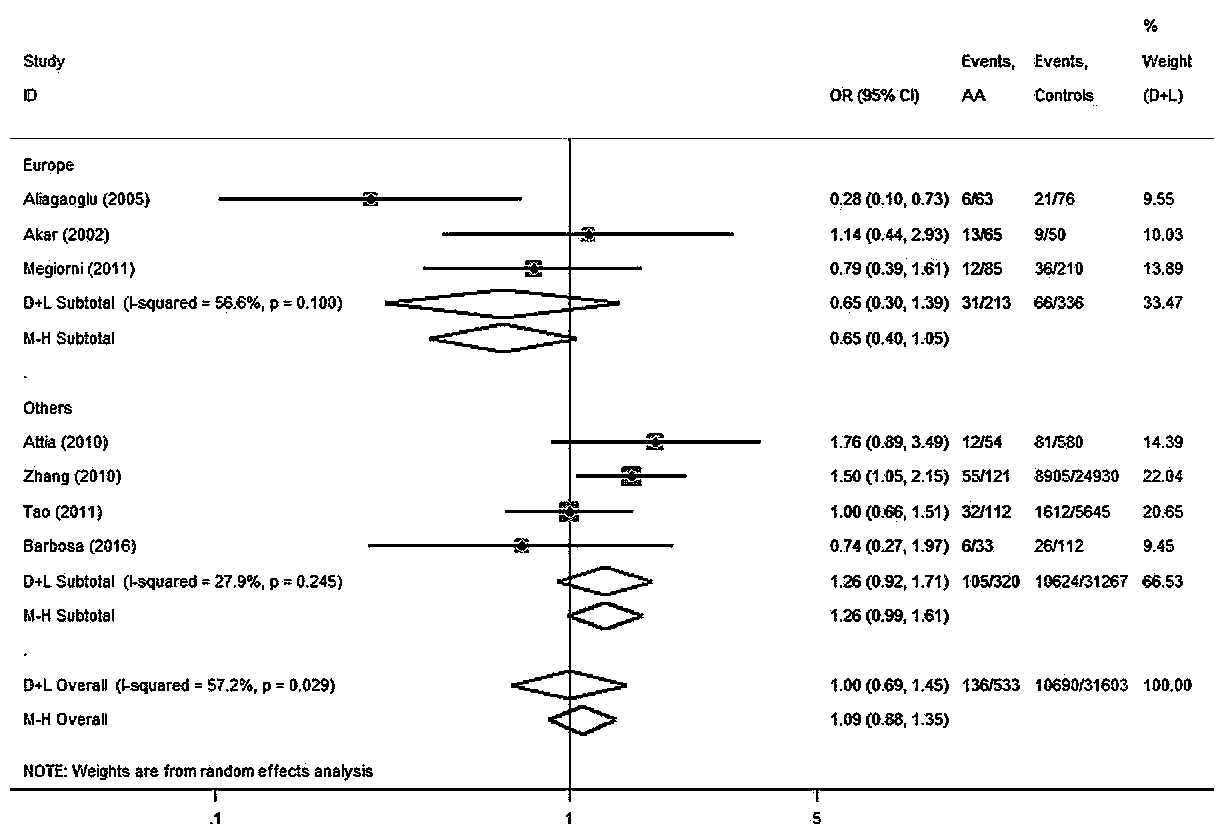 %
Study Events, Events, Weight
ID OR (95% CI) AA Controls (D+L)
Europe
Aliagaoglu (2005) 0.28 (0.10, 0.73) 6/63 21/76 9.55
Akar (2002) 1.14 (0.44, 2.93) 13/65 9/50 10.03
Megiorni (2011) 0.79 (0.39, 1.61) 12/85 36/210 13.89
D+L Subtotal (I-squared = 56.6%, p = 0.100) 0.65 (0.30, 1.39) 31/213 66/336 33.47
M-H Subtotal 0.65 (0.40, 1.05)
.
Others
Attia (2010) 1.76 (0.89, 3.49) 12/54 81/580 14.39
Zhang (2010) 1.50 (1.05, 2.15) 55/121 8905/24930 22.04
Tao (2011) 1.00 (0.66, 1.51) 32/112 1612/5645 20.65
Barbosa (2016) 0.74 (0.27, 1.97) 6/33 26/112 9.45
D+L Subtotal (I-squared = 27.9%, p = 0.245) 1.26 (0.92, 1.71) 105/320 10624/31267 66.53
M-H Subtotal 1.26 (0.99, 1.61)
.
D+L Overall (I-squared = 57.2%, p = 0.029) 1.00 (0.69, 1.45) 136/533 10690/31603 100.00
M-H Overall 1.09 (0.88, 1.35)
NOTE: Weights are from random effects analysis
.1 1 5